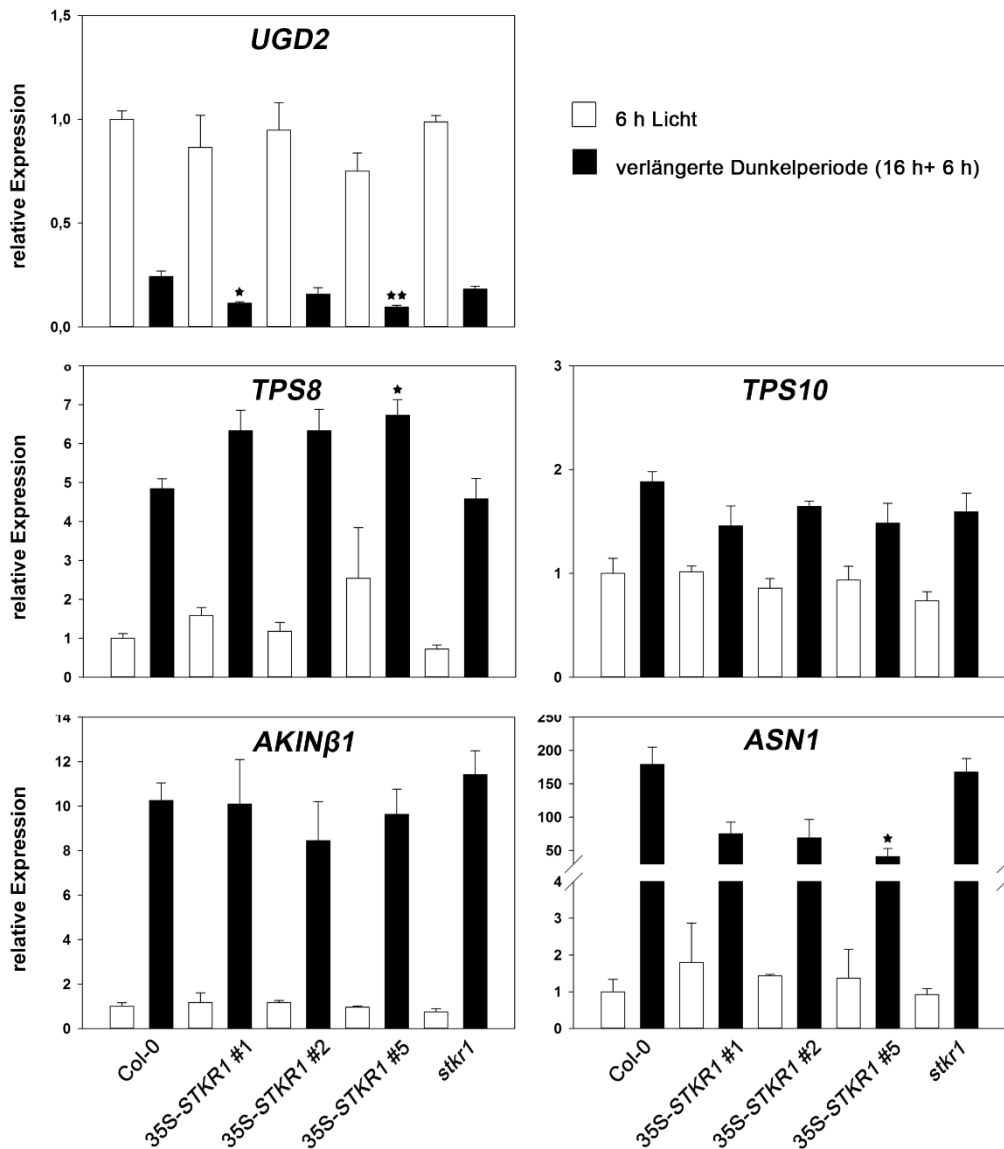 UGD2
1,5
1,0
0,5
0,0
relative Expression
6 h Licht
verlängerte Dunkelperiode (16 h+ 6 h)
TPS8
8
7
6
5
4
3
2
1
0
relative Expression
TPS10
3
2
1
0
AKINβ1
14
12
10
8
6
4
2
0
relative Expression
ASN1
250
200
150
100
50
4
3
2
1
0
Col-0
35S-STKR1 #1
35S-STKR1 #2
35S-STKR1 #5
stkr1
Col-0
35S-STKR1 #1
35S-STKR1 #2
35S-STKR1 #5
stkr1